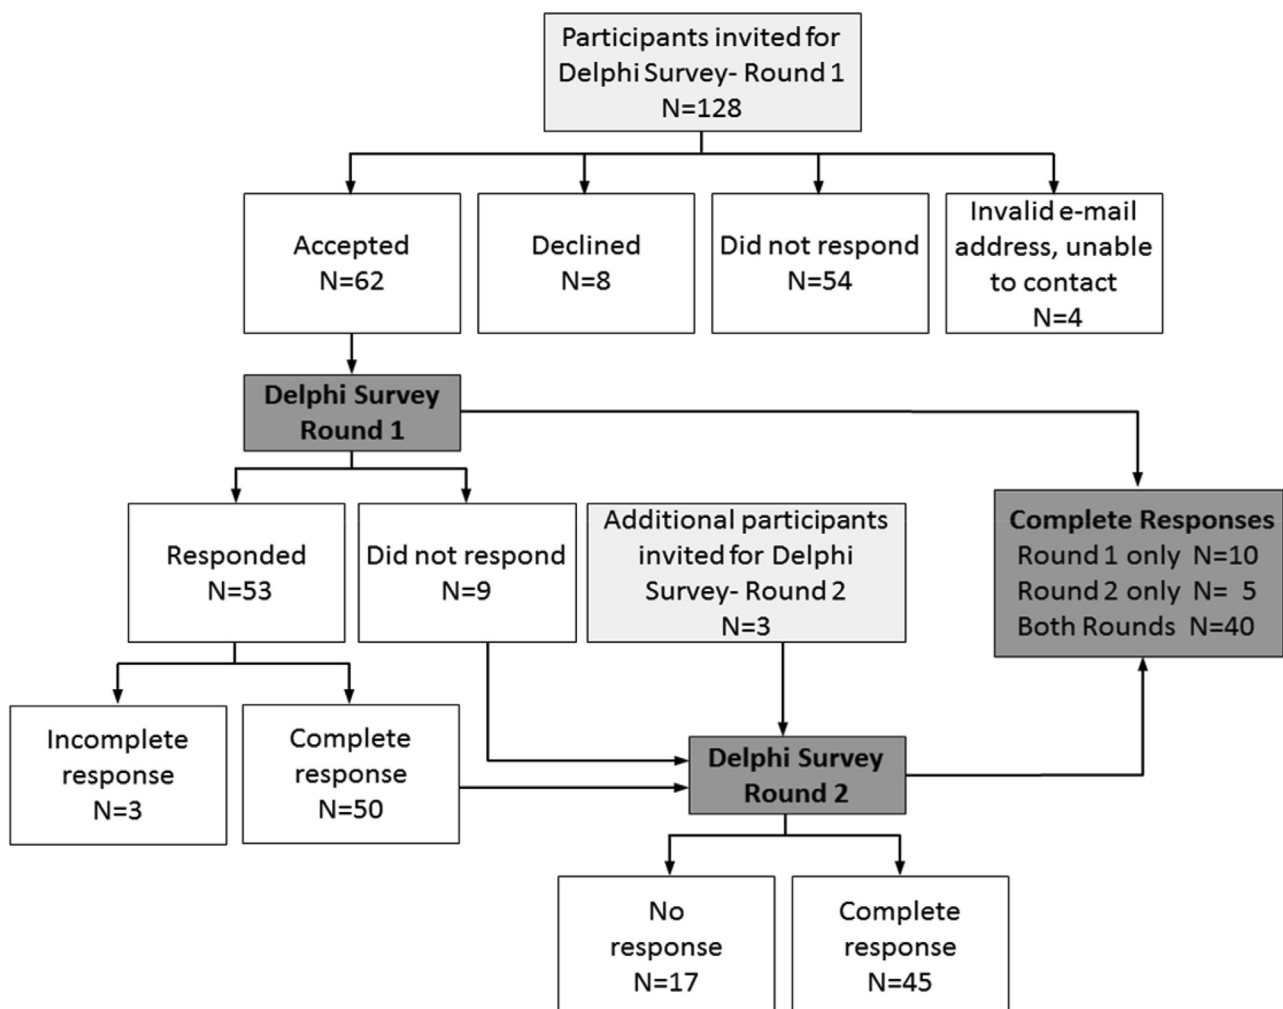 Participants invited for
Delphi Survey- Round 1
N=128
Accepted
N=62
Declined
N=8
Did not respond
N=54
Invalid e-mail
address, unable
to contact
N=4
Delphi Survey
Round 1
Responded
N=53
Did not respond
N=9
Additional participants
invited for Delphi
Survey- Round 2
N=3
Complete Responses
Round 1 only N=10
Round 2 only N= 5
Both Rounds N=40
Incomplete
response
N=3
Complete
response
N=50
Delphi Survey
Round 2
No
response
N=17
Complete
response
N=45